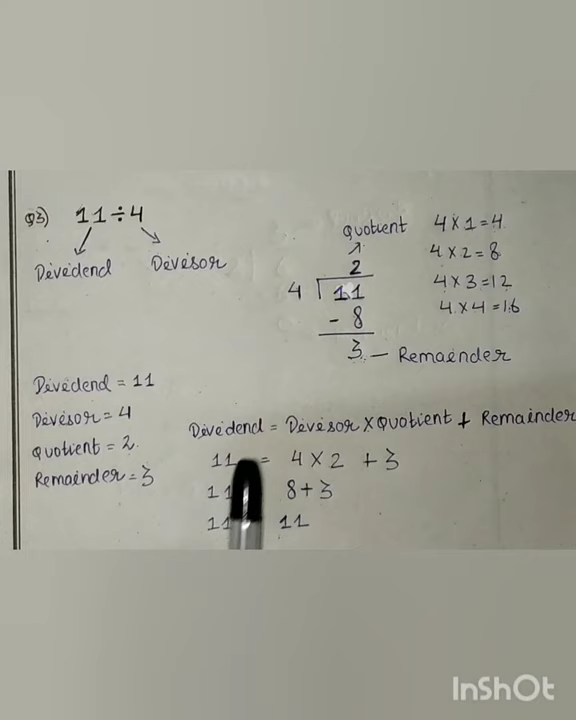 Q3) 11÷4
Dividend Divisor
Quotient
2
4 11
- 8
3 — Remainder
4×1=4
4×2=8
4×3=12
4×4=16
Dividend = 11
Divisor = 4
Quotient = 2
Remainder = 3
Dividend = Divisor × Quotient + Remainder
11 = 4×2 +3
11 8+3
11 11
InShOt